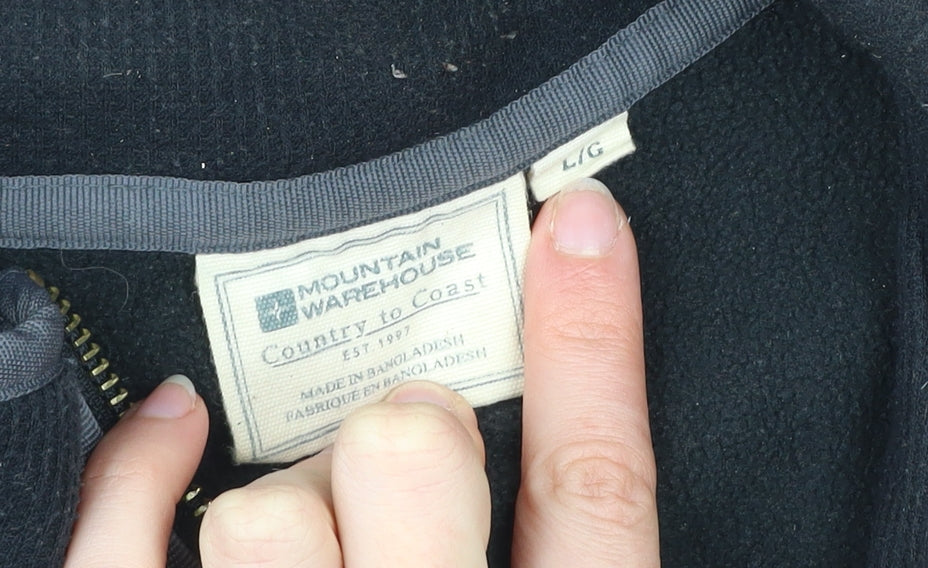 L/G
MOUNTAIN
WAREHOUSE
Country to Coast
EST.1997
MADE IN BANGLADESH
FABRIQUE EN BANGLADESH